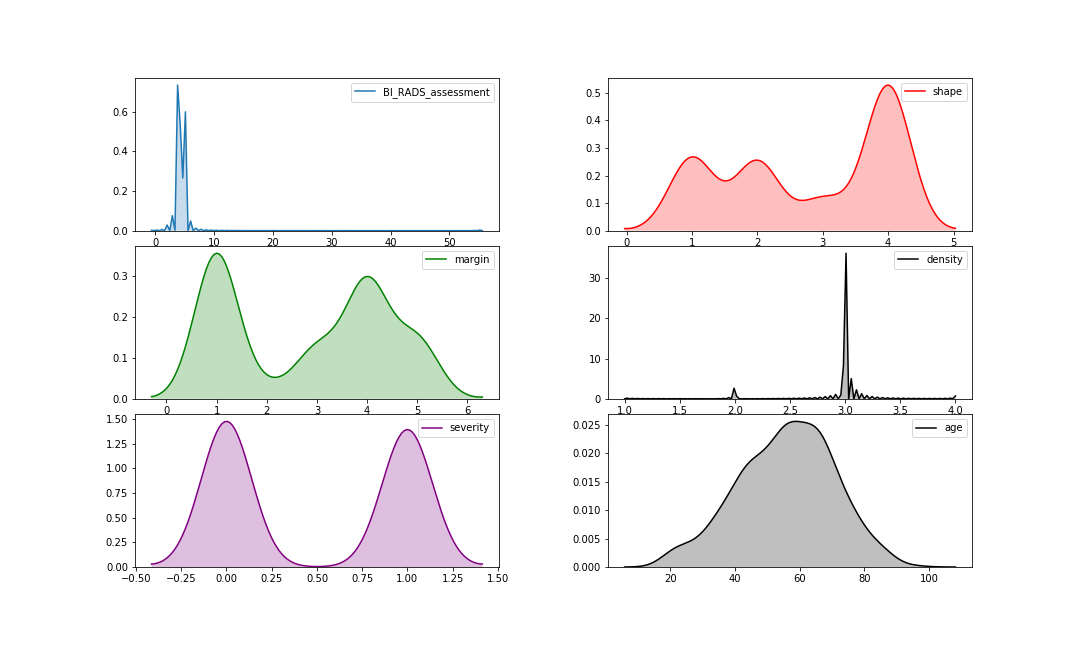 BI_RADS_assessment
0.6
0.4
0.2
0.0
0 10 20 30 40 50
shape
0.5
0.4
0.3
0.2
0.1
0.0
0 1 2 3 4 5
margin
0.3
0.2
0.1
0.0
0 1 2 3 4 5 6
density
30
20
10
0
1.0 1.5 2.0 2.5 3.0 3.5 4.0
severity
1.50
1.25
1.00
0.75
0.50
0.25
0.00
−0.50 −0.25 0.00 0.25 0.50 0.75 1.00 1.25 1.50
age
0.025
0.020
0.015
0.010
0.005
0.000
20 40 60 80 100